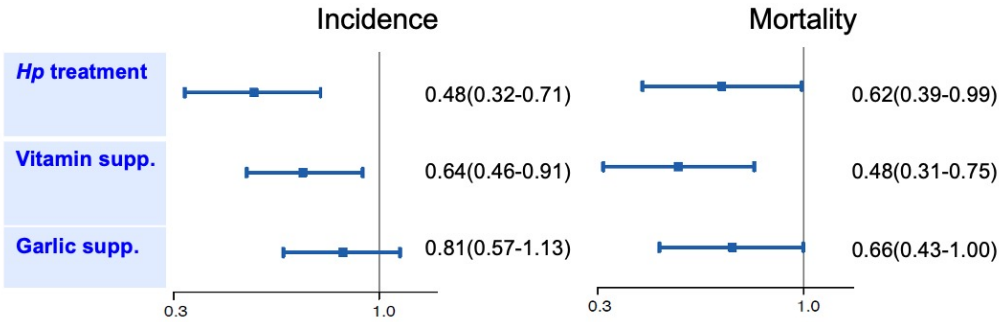 Incidence Mortality
Hp treatment 0.48(0.32-0.71) 0.62(0.39-0.99)
Vitamin supp. 0.64(0.46-0.91) 0.48(0.31-0.75)
Garlic supp. 0.81(0.57-1.13) 0.66(0.43-1.00)
0.3 1.0 0.3 1.0